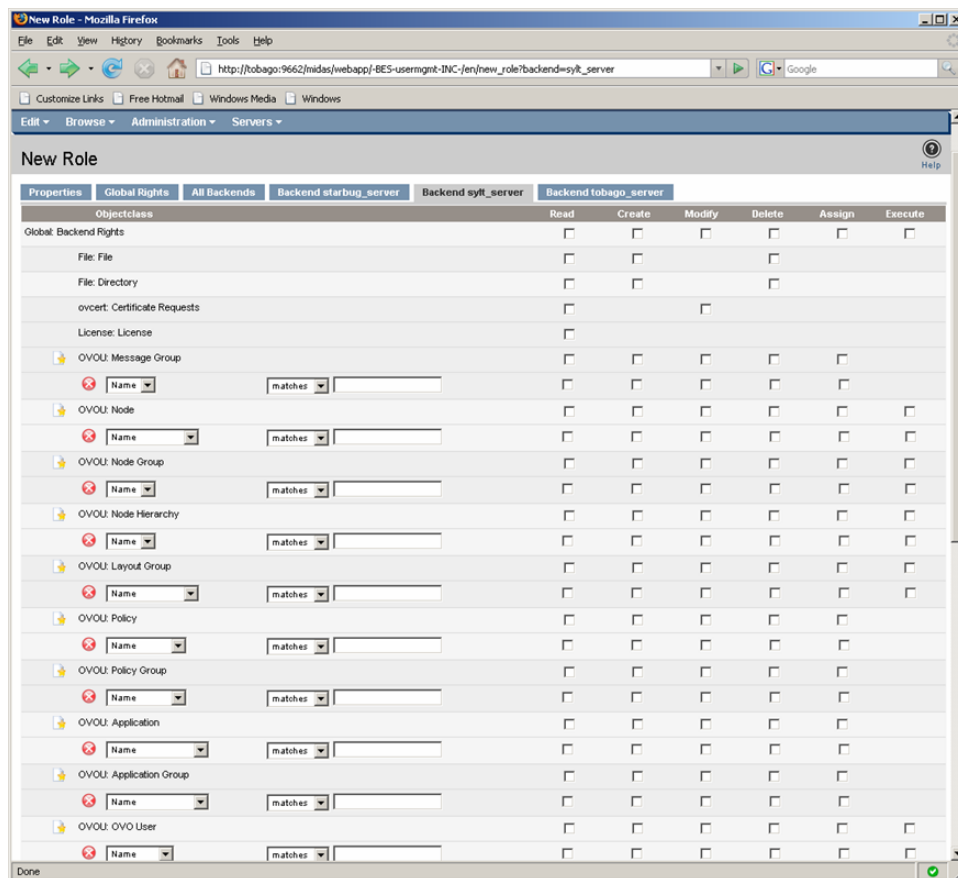 New Role - Mozilla Firefox
File Edit View History Bookmarks Tools Help
http://tobago:9662/midas/webapp/-BES-usermgmt-INC-/en/new_role?backend=sylt_server
G Google
Customize Links Free Hotmail Windows Media Windows
Edit Browse Administration Servers
New Role
Help
Properties Global Rights All Backends Backend starbug_server Backend sylt_server Backend tobago_server
Objectclass Read Create Modify Delete Assign Execute
Global: Backend Rights
File: File
File: Directory
ovcert: Certificate Requests
License: License
OVOU: Message Group
Name matches
OVOU: Node
Name matches
OVOU: Node Group
Name matches
OVOU: Node Hierarchy
Name matches
OVOU: Layout Group
Name matches
OVOU: Policy
Name matches
OVOU: Policy Group
Name matches
OVOU: Application
Name matches
OVOU: Application Group
Name matches
OVOU: OVO User
Name matches
Done